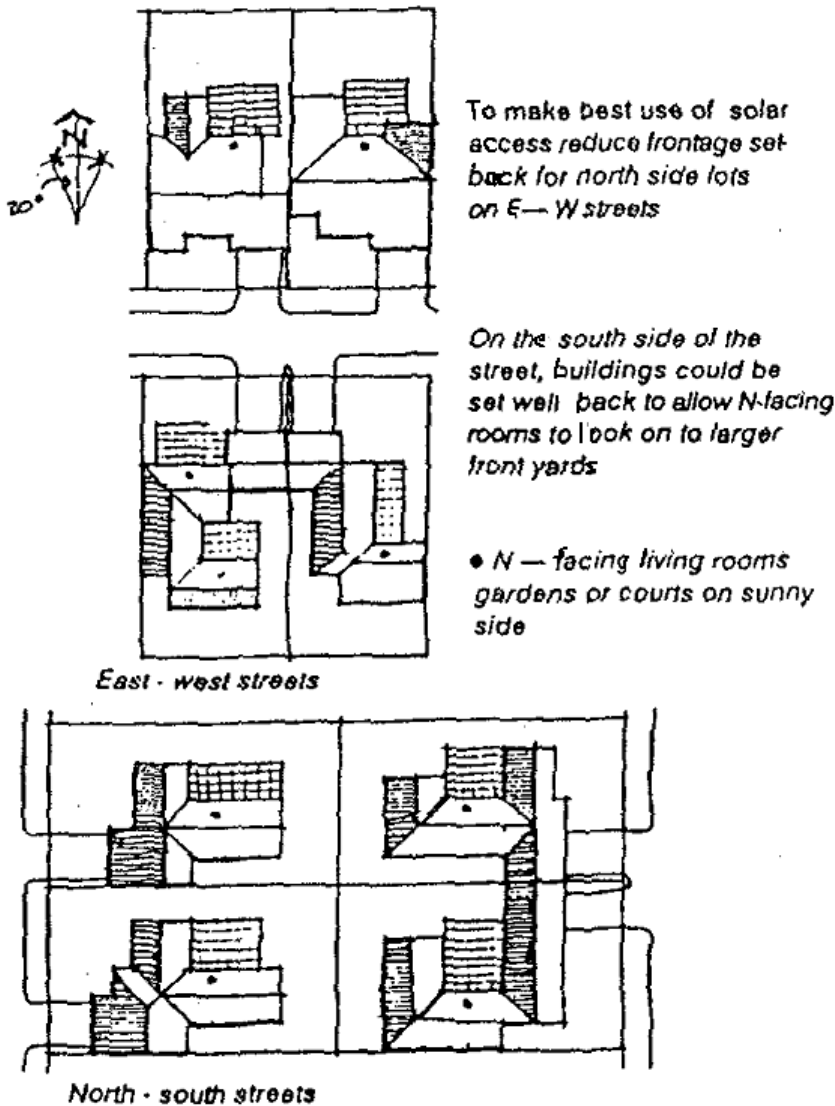 To make best use of solar
access reduce frontage set-
back for north side lots
on E— W streets
N
20°
On the south side of the
street, buildings could be
set well back to allow N-facing
rooms to look on to larger
front yards
• N — facing living rooms
gardens or courts on sunny
side
East - west streets
North - south streets